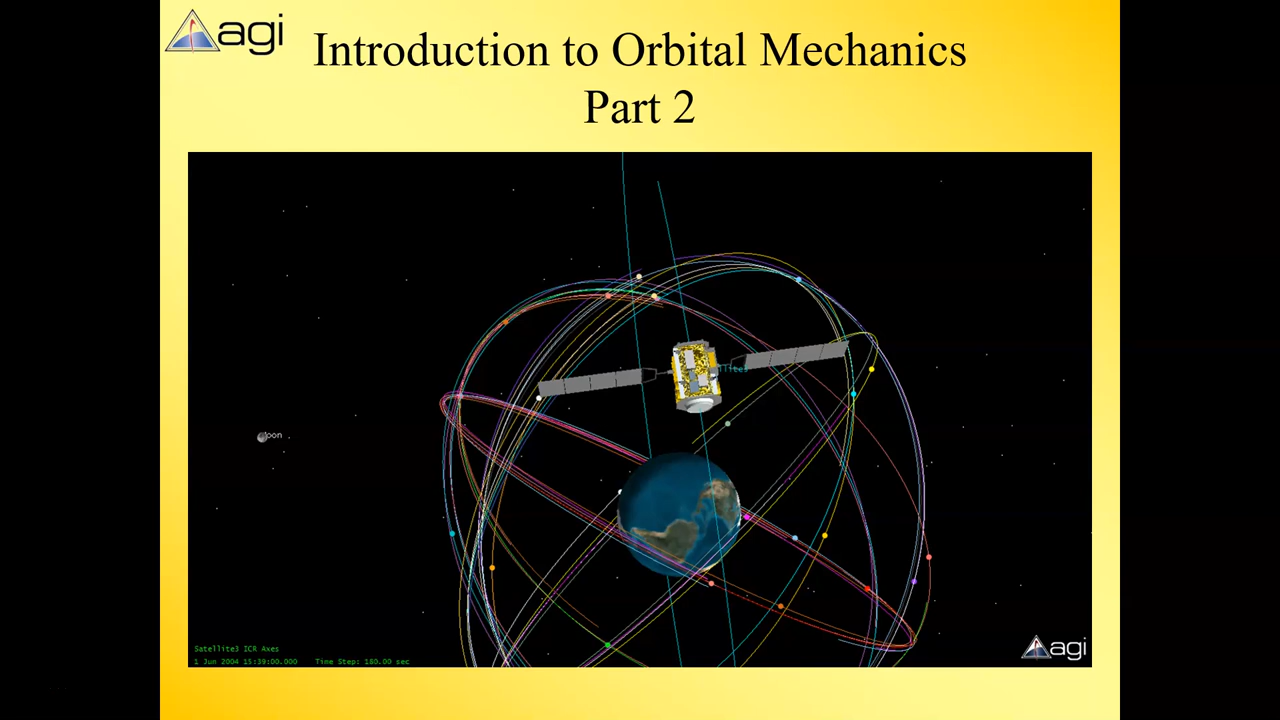 agi
Introduction to Orbital Mechanics
Part 2
Satellite3 ICR Axes
1 Jun 2004 15:39:00.000 Time Step: 180.00 sec
agi